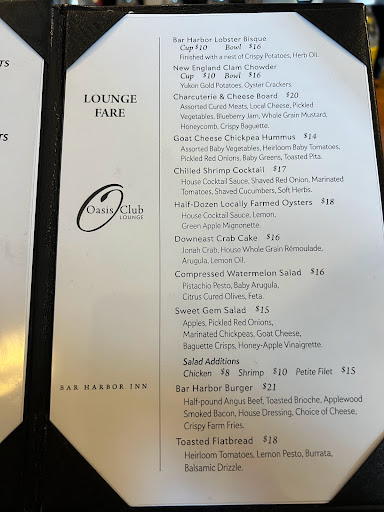 RS
TS
LOUNGE
FARE
Oasis Club
LOUNGE
BAR HARBOR INN
Bar Harbor Lobster Bisque
Cup $10 Bowl $16
Finished with a nest of Crispy Potatoes, Herb Oil.
New England Clam Chowder
Cup $10 Bowl $16
Yukon Gold Potatoes, Oyster Crackers.
Charcuterie & Cheese Board $20
Assorted Cured Meats, Local Cheese, Pickled
Vegetables, Blueberry Jam, Whole Grain Mustard,
Honeycomb, Crispy Baguette.
Goat Cheese Chickpea Hummus $14
Assorted Baby Vegetables, Heirloom Baby Tomatoes,
Pickled Red Onions, Baby Greens, Toasted Pita.
Chilled Shrimp Cocktail $17
House Cocktail Sauce, Shaved Red Onion, Marinated
Tomatoes, Shaved Cucumbers, Soft Herbs.
Half-Dozen Locally Farmed Oysters $18
House Cocktail Sauce, Lemon,
Green Apple Mignonette.
Downeast Crab Cake $16
Jonah Crab, House Whole Grain Rémoulade,
Arugula, Lemon Oil.
Compressed Watermelon Salad $16
Pistachio Pesto, Baby Arugula,
Citrus Cured Olives, Feta.
Sweet Gem Salad $15
Apples, Pickled Red Onions,
Marinated Chickpeas, Goat Cheese,
Baguette Crisps, Honey-Apple Vinaigrette.
Salad Additions
Chicken $8 Shrimp $10 Petite Filet $15
Bar Harbor Burger $21
Half-pound Angus Beef, Toasted Brioche, Applewood
Smoked Bacon, House Dressing, Choice of Cheese,
Crispy Farm Fries.
Toasted Flatbread $18
Heirloom Tomatoes, Lemon Pesto, Burrata,
Balsamic Drizzle.